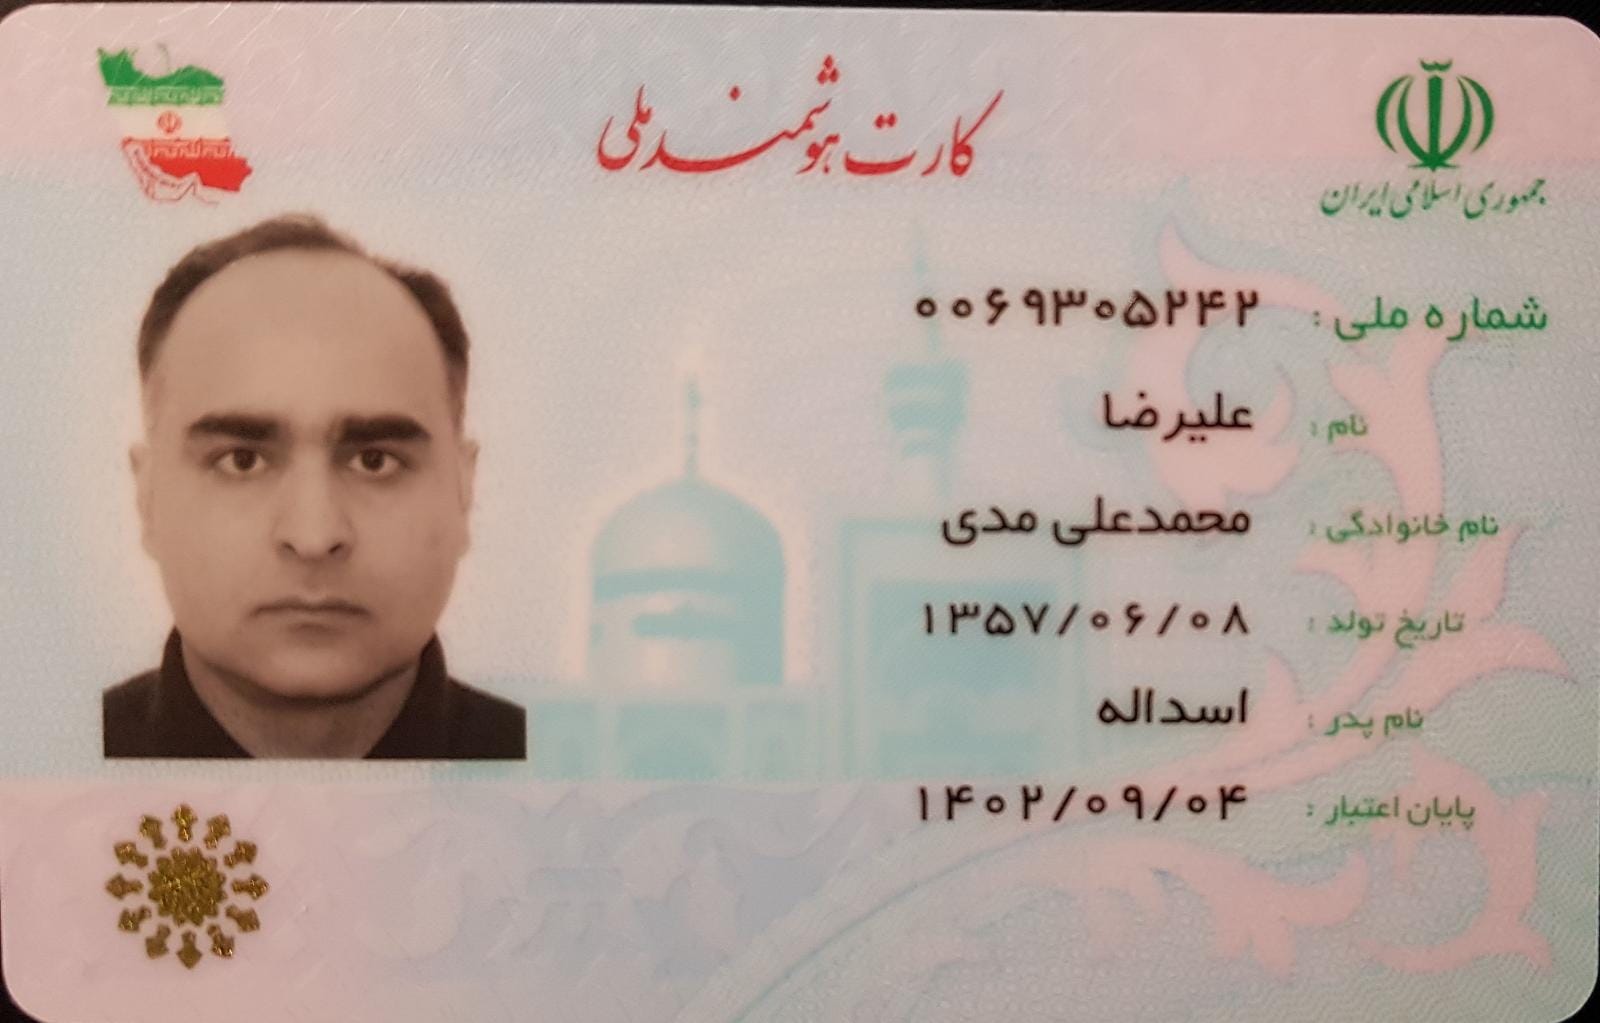 کارت هوشمند ملی
جمهوری اسلامی ایران
شماره ملی : ۰۰۶۹۳۰۵۲۴۲
نام : علیرضا
نام خانوادگی : محمدعلی مدی
تاریخ تولد : ۱۳۵۷/۰۶/۰۸
نام پدر : اسداله
پایان اعتبار : ۱۴۰۲/۰۹/۰۴